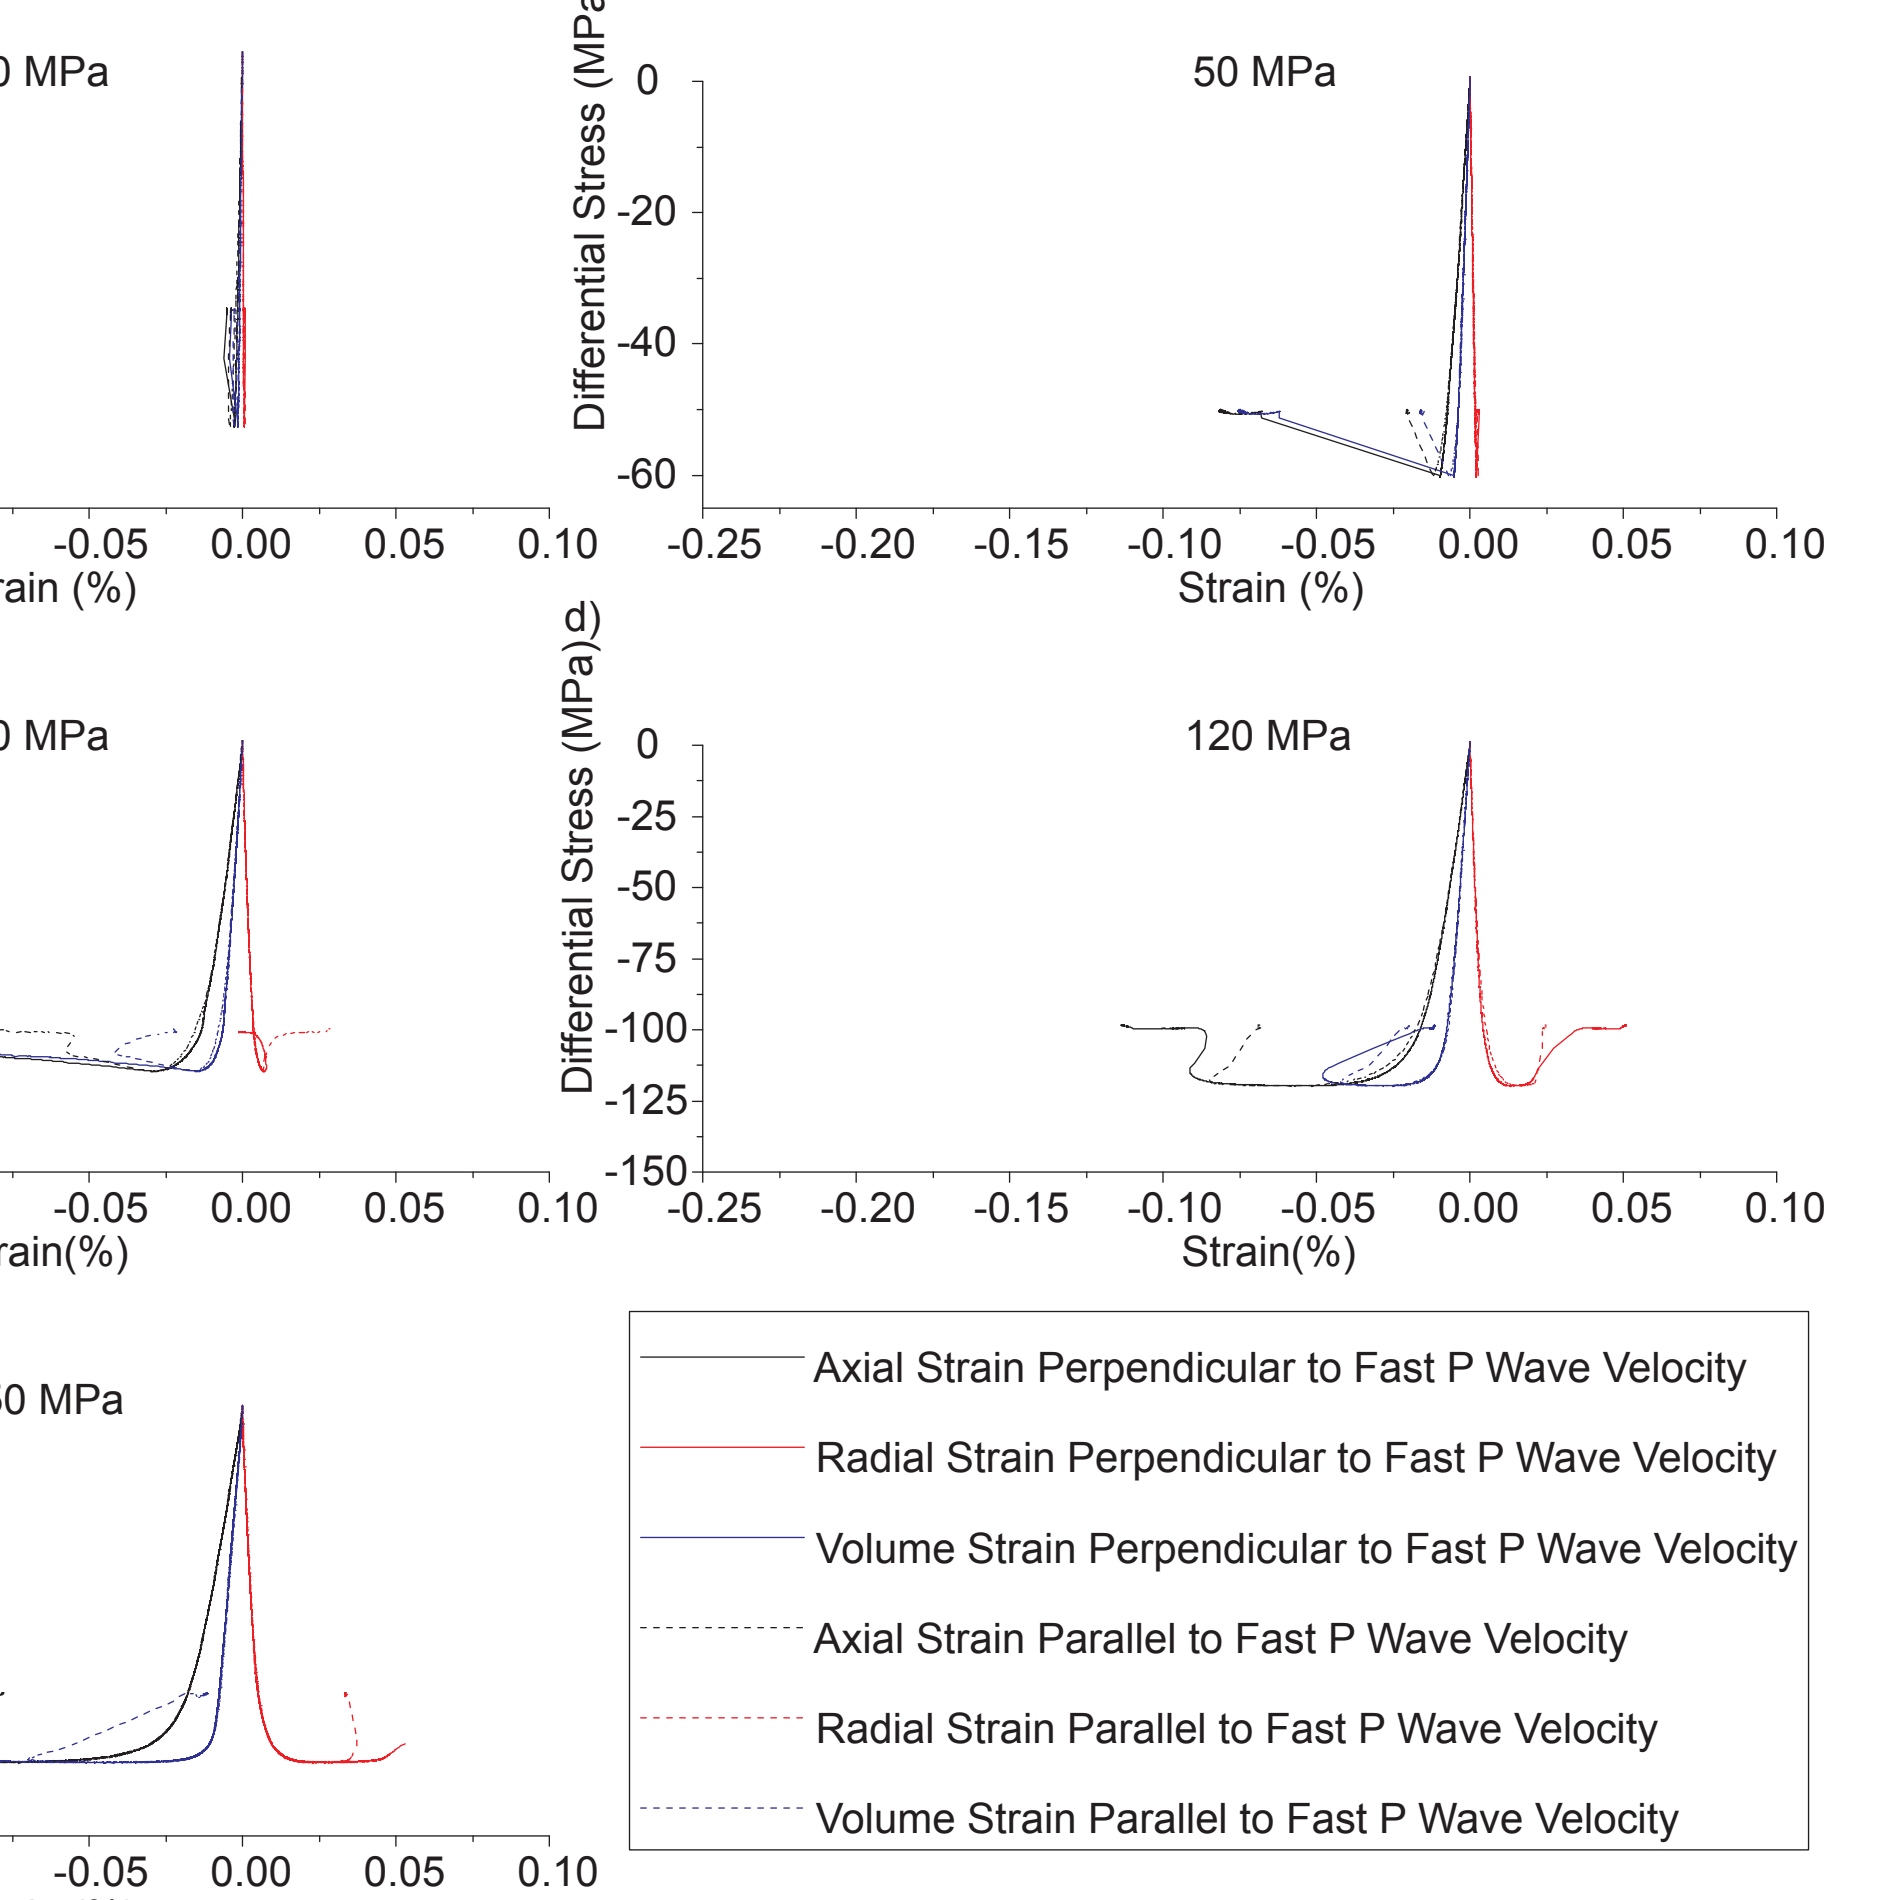 0 MPa
Differential Stress (MPa
50 MPa
0
-20
-40
-60
-0.05 0.00 0.05 0.10
-0.25 -0.20 -0.15 -0.10 -0.05 0.00 0.05 0.10
rain (%)
Strain (%)
d)
0 MPa
Differential Stress (MPa)
120 MPa
0
-25
-50
-75
-100
-125
-150
-0.05 0.00 0.05 0.10
-0.25 -0.20 -0.15 -0.10 -0.05 0.00 0.05 0.10
rain(%)
Strain(%)
0 MPa
Axial Strain Perpendicular to Fast P Wave Velocity
Radial Strain Perpendicular to Fast P Wave Velocity
Volume Strain Perpendicular to Fast P Wave Velocity
Axial Strain Parallel to Fast P Wave Velocity
Radial Strain Parallel to Fast P Wave Velocity
Volume Strain Parallel to Fast P Wave Velocity
-0.05 0.00 0.05 0.10